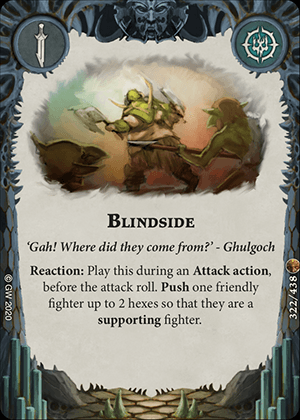 BLINDSIDE
‘Gah! Where did they come from?’ - Ghulgoch
Reaction: Play this during an Attack action,
before the attack roll. Push one friendly
fighter up to 2 hexes so that they are a
supporting fighter.
© GW 2020
322/438